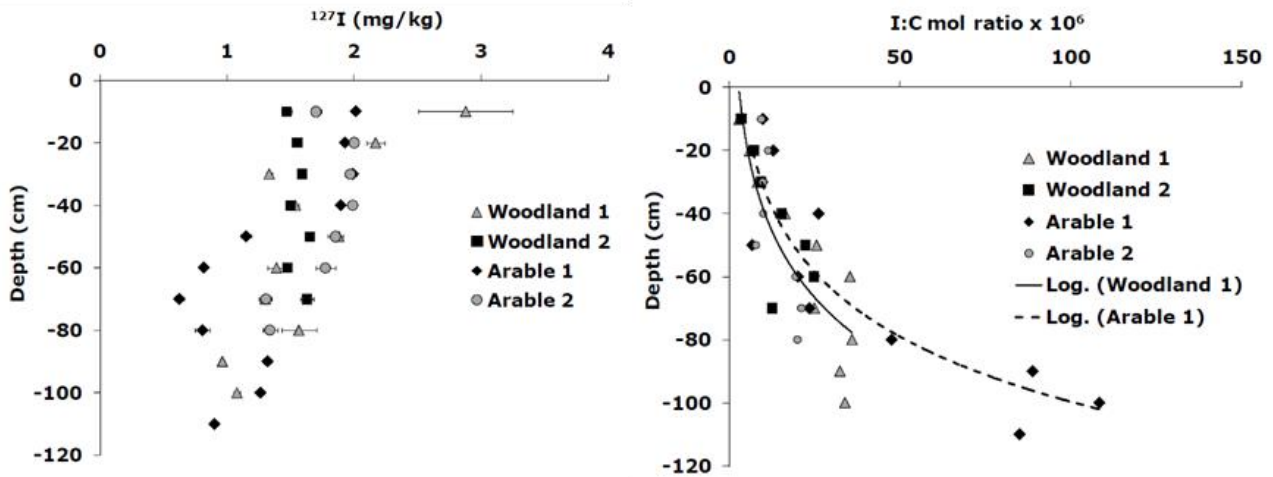 ¹²⁷I (mg/kg)
0 1 2 3 4
0
-20
-40
-60
-80
-100
-120
Depth (cm)
Woodland 1
Woodland 2
Arable 1
Arable 2
I:C mol ratio x 10⁶
0 50 100 150
0
-20
-40
-60
-80
-100
-120
Depth (cm)
Woodland 1
Woodland 2
Arable 1
Arable 2
Log. (Woodland 1)
Log. (Arable 1)